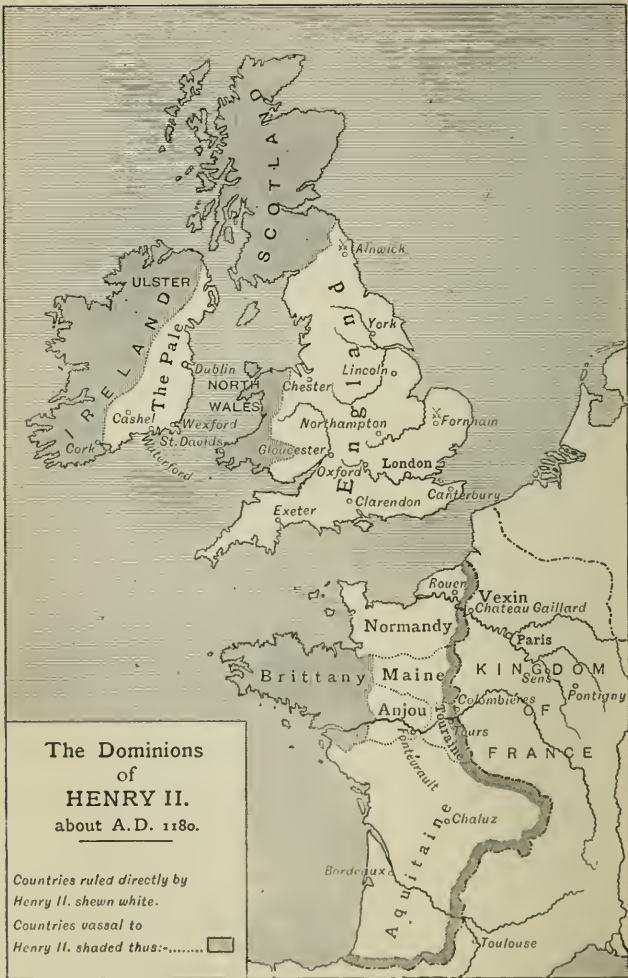 SCOTLAND
Alnwick
ULSTER
IRELAND
The Pale
England
York
Dublin
NORTH
WALES
Lincoln
Chester
Cashel
Wexford
Northampton
Fornham
Cork
Waterford
St. Davids
Gloucester
Oxford
London
Canterbury
Clarendon
Exeter
Rouen
Vexin
Chateau Gaillard
Normandy
Paris
Brittany
Maine
KINGDOM
Sens
Pontigny
Anjou
Colombières
OF
Touraine
Tours
FRANCE
Fontevrault
Chaluz
Aquitaine
Bordeaux
Toulouse
The Dominions
of
HENRY II.
about A.D. 1180.
Countries ruled directly by
Henry II. shewn white.
Countries vassal to
Henry II. shaded thus:-........